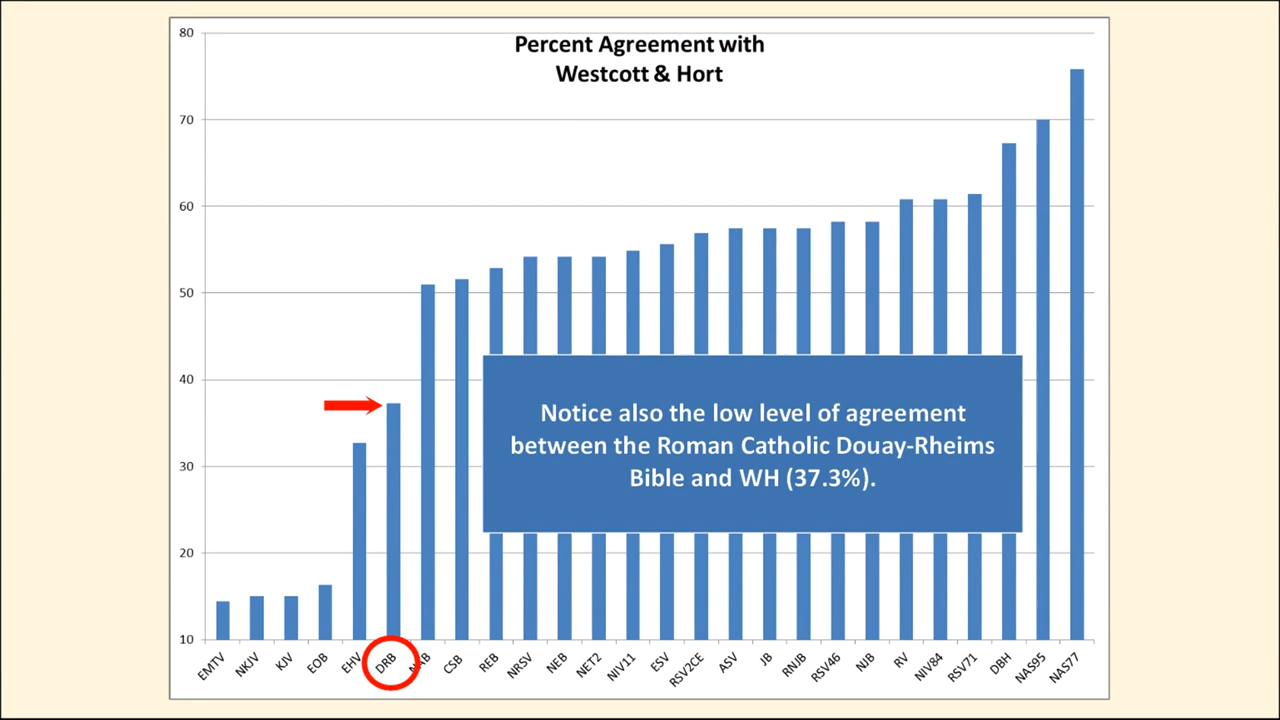 Percent Agreement with
Westcott & Hort
80
70
60
50
40
30
20
10
Notice also the low level of agreement
between the Roman Catholic Douay-Rheims
Bible and WH (37.3%).
EMTV
NKJV
KJV
EOB
EHV
DRB
CSB
REB
NRSV
NEB
NET2
NIV11
ESV
RSV2CE
ASV
JB
RNJB
RSV46
NJB
RV
NIV84
RSV71
DBH
NAS95
NAS77